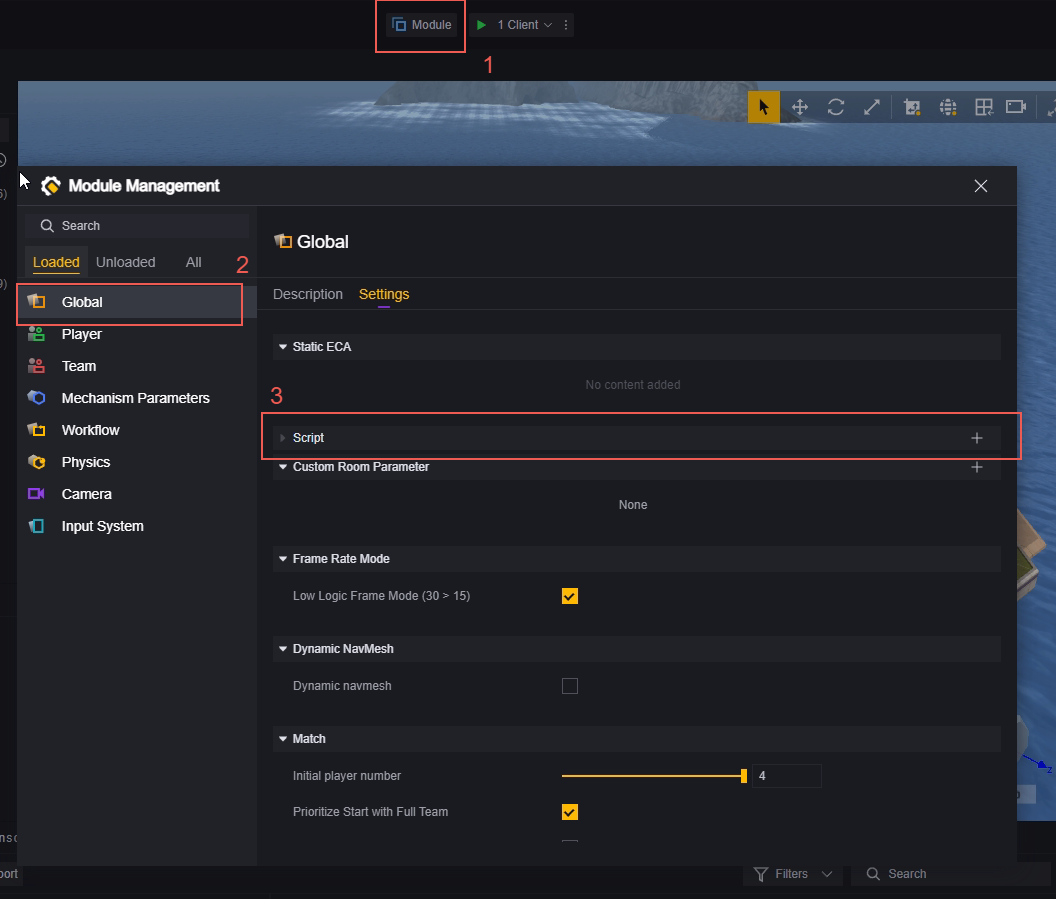 Module
1 Client
1
Module Management
Search
Loaded
Unloaded
All
2
Global
Player
Team
Mechanism Parameters
Workflow
Physics
Camera
Input System
Global
Description
Settings
Static ECA
No content added
3
Script
Custom Room Parameter
None
Frame Rate Mode
Low Logic Frame Mode (30 > 15)
Dynamic NavMesh
Dynamic navmesh
Match
Initial player number
4
Prioritize Start with Full Team
Filters
Search
z